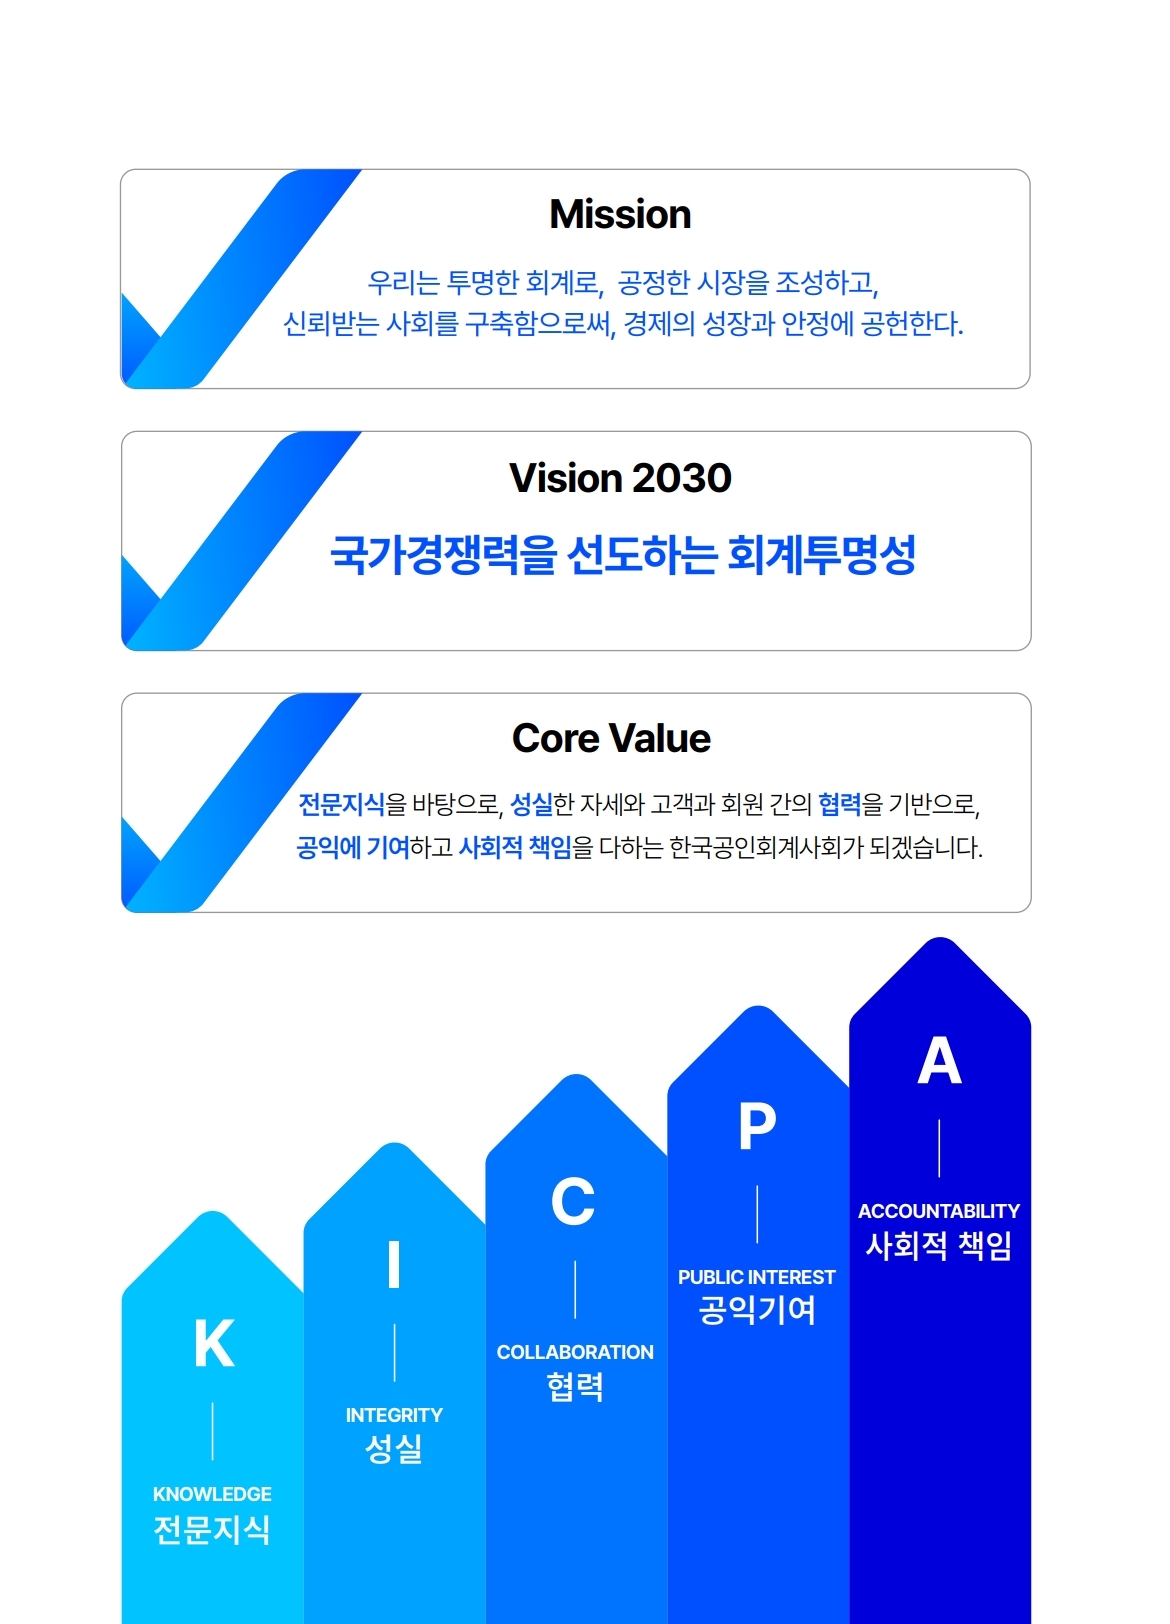 Mission
우리는 투명한 회계로, 공정한 시장을 조성하고,
신뢰받는 사회를 구축함으로써, 경제의 성장과 안정에 공헌한다.
Vision 2030
국가경쟁력을 선도하는 회계투명성
Core Value
전문지식을 바탕으로, 성실한 자세와 고객과 회원 간의 협력을 기반으로,
공익에 기여하고 사회적 책임을 다하는 한국공인회계사회가 되겠습니다.
K
KNOWLEDGE
전문지식
I
INTEGRITY
성실
C
COLLABORATION
협력
P
PUBLIC INTEREST
공익기여
A
ACCOUNTABILITY
사회적 책임